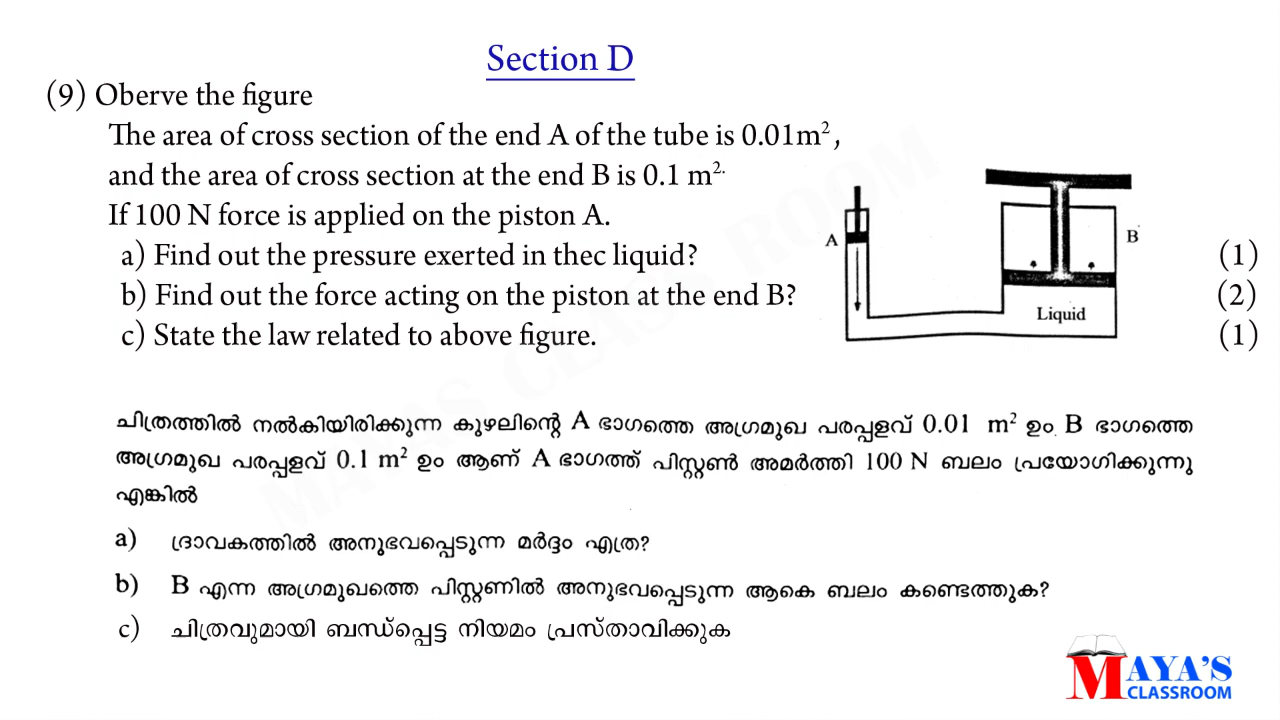 Section D
(9) Oberve the figure
The area of cross section of the end A of the tube is 0.01m²,
and the area of cross section at the end B is 0.1 m².
If 100 N force is applied on the piston A.
a) Find out the pressure exerted in thec liquid? (1)
b) Find out the force acting on the piston at the end B? (2)
c) State the law related to above figure. (1)
A
B
Liquid
ചിത്രത്തിൽ നൽകിയിരിക്കുന്ന കുഴലിന്റെ A ഭാഗത്തെ അഗ്രമുഖ പരപ്പളവ് 0.01 m² ഉം B ഭാഗത്തെ
അഗ്രമുഖ പരപ്പളവ് 0.1 m² ഉം ആണ് A ഭാഗത്ത് പിസ്റ്റൺ അമർത്തി 100 N ബലം പ്രയോഗിക്കുന്നു
എങ്കിൽ
a) ദ്രാവകത്തിൽ അനുഭവപ്പെടുന്ന മർദ്ദം എത്ര?
b) B എന്ന അഗ്രമുഖത്തെ പിസ്റ്റണിൽ അനുഭവപ്പെടുന്ന ആകെ ബലം കണ്ടെത്തുക?
c) ചിത്രവുമായി ബന്ധ്പ്പെട്ട നിയമം പ്രസ്താവിക്കുക
MAYAS CLASS ROOM
MAYA'S
CLASSROOM